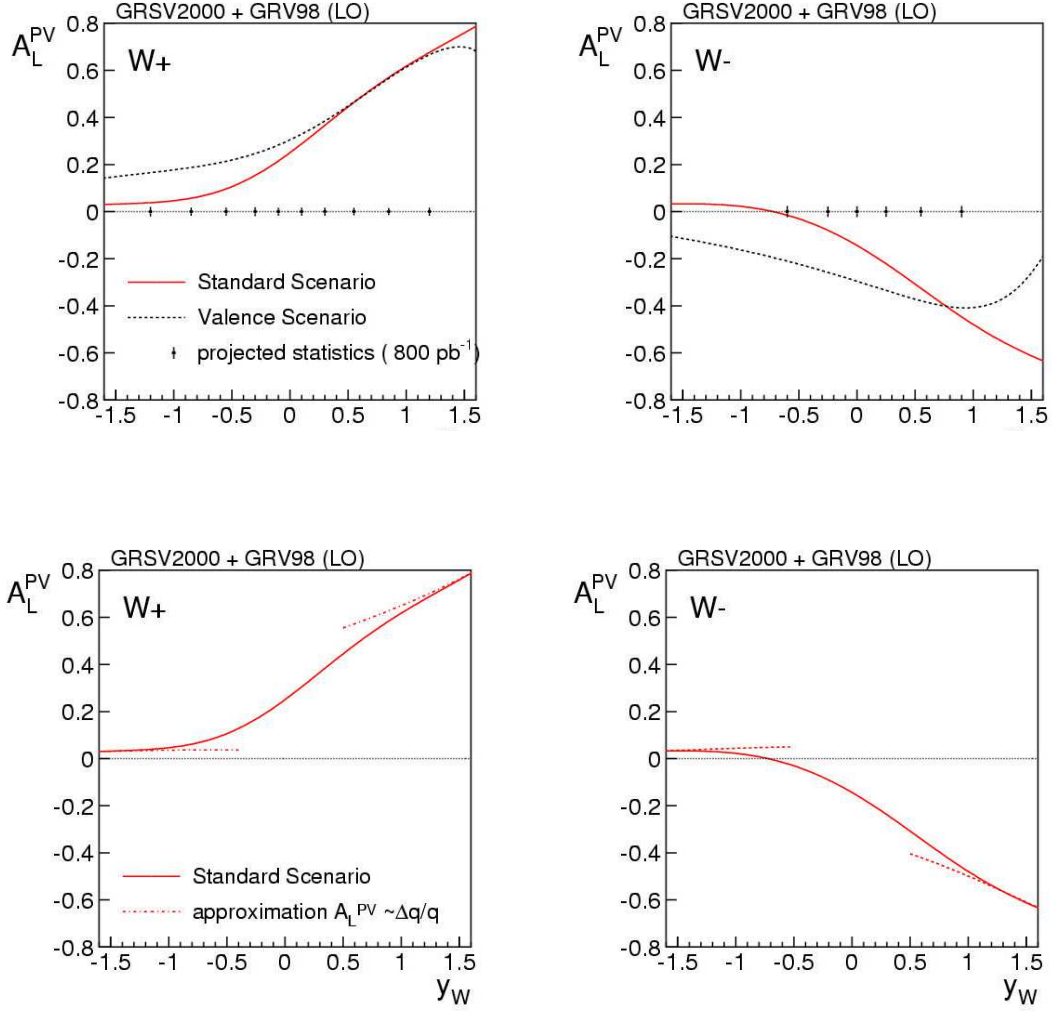 GRSV2000 + GRV98 (LO)
A_L^PV
W+
0.8
0.6
0.4
0.2
0
-0.2
-0.4
-0.6
-0.8
Standard Scenario
Valence Scenario
projected statistics ( 800 pb^-1)
-1.5 -1 -0.5 0 0.5 1 1.5
GRSV2000 + GRV98 (LO)
A_L^PV
W-
0.8
0.6
0.4
0.2
0
-0.2
-0.4
-0.6
-0.8
-1.5 -1 -0.5 0 0.5 1 1.5
GRSV2000 + GRV98 (LO)
A_L^PV
W+
0.8
0.6
0.4
0.2
0
-0.2
-0.4
-0.6
-0.8
Standard Scenario
approximation A_L^PV ~Δq/q
-1.5 -1 -0.5 0 0.5 1 1.5
y_W
GRSV2000 + GRV98 (LO)
A_L^PV
W-
0.8
0.6
0.4
0.2
0
-0.2
-0.4
-0.6
-0.8
-1.5 -1 -0.5 0 0.5 1 1.5
y_W